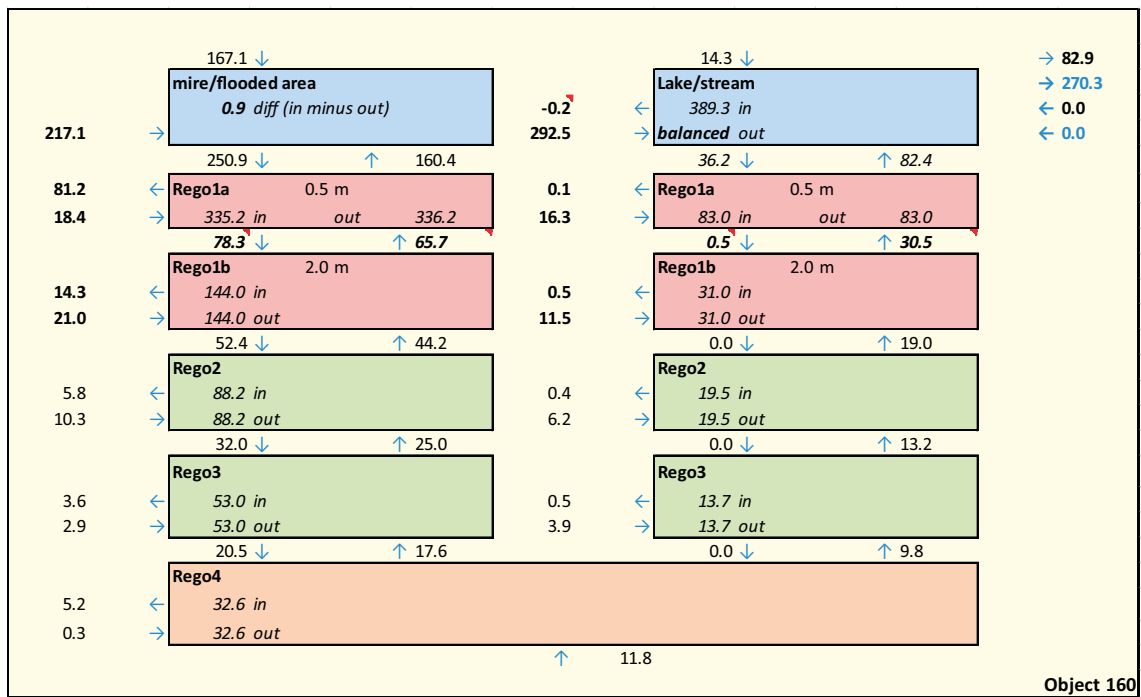 167.1 ↓ 14.3 ↓ → 82.9
mire/flooded area Lake/stream → 270.3
0.9 diff (in minus out) -0.2 ← 389.3 in ← 0.0
217.1 → 292.5 → balanced out ← 0.0
250.9 ↓ ↑ 160.4 36.2 ↓ ↑ 82.4
81.2 ← Rego1a 0.5 m 0.1 ← Rego1a 0.5 m
18.4 → 335.2 in out 336.2 16.3 → 83.0 in out 83.0
78.3 ↓ ↑ 65.7 0.5 ↓ ↑ 30.5
Rego1b 2.0 m Rego1b 2.0 m
14.3 ← 144.0 in 0.5 ← 31.0 in
21.0 → 144.0 out 11.5 → 31.0 out
52.4 ↓ ↑ 44.2 0.0 ↓ ↑ 19.0
Rego2 Rego2
5.8 ← 88.2 in 0.4 ← 19.5 in
10.3 → 88.2 out 6.2 → 19.5 out
32.0 ↓ ↑ 25.0 0.0 ↓ ↑ 13.2
Rego3 Rego3
3.6 ← 53.0 in 0.5 ← 13.7 in
2.9 → 53.0 out 3.9 → 13.7 out
20.5 ↓ ↑ 17.6 0.0 ↓ ↑ 9.8
Rego4
5.2 ← 32.6 in
0.3 → 32.6 out
↑ 11.8
Object 160